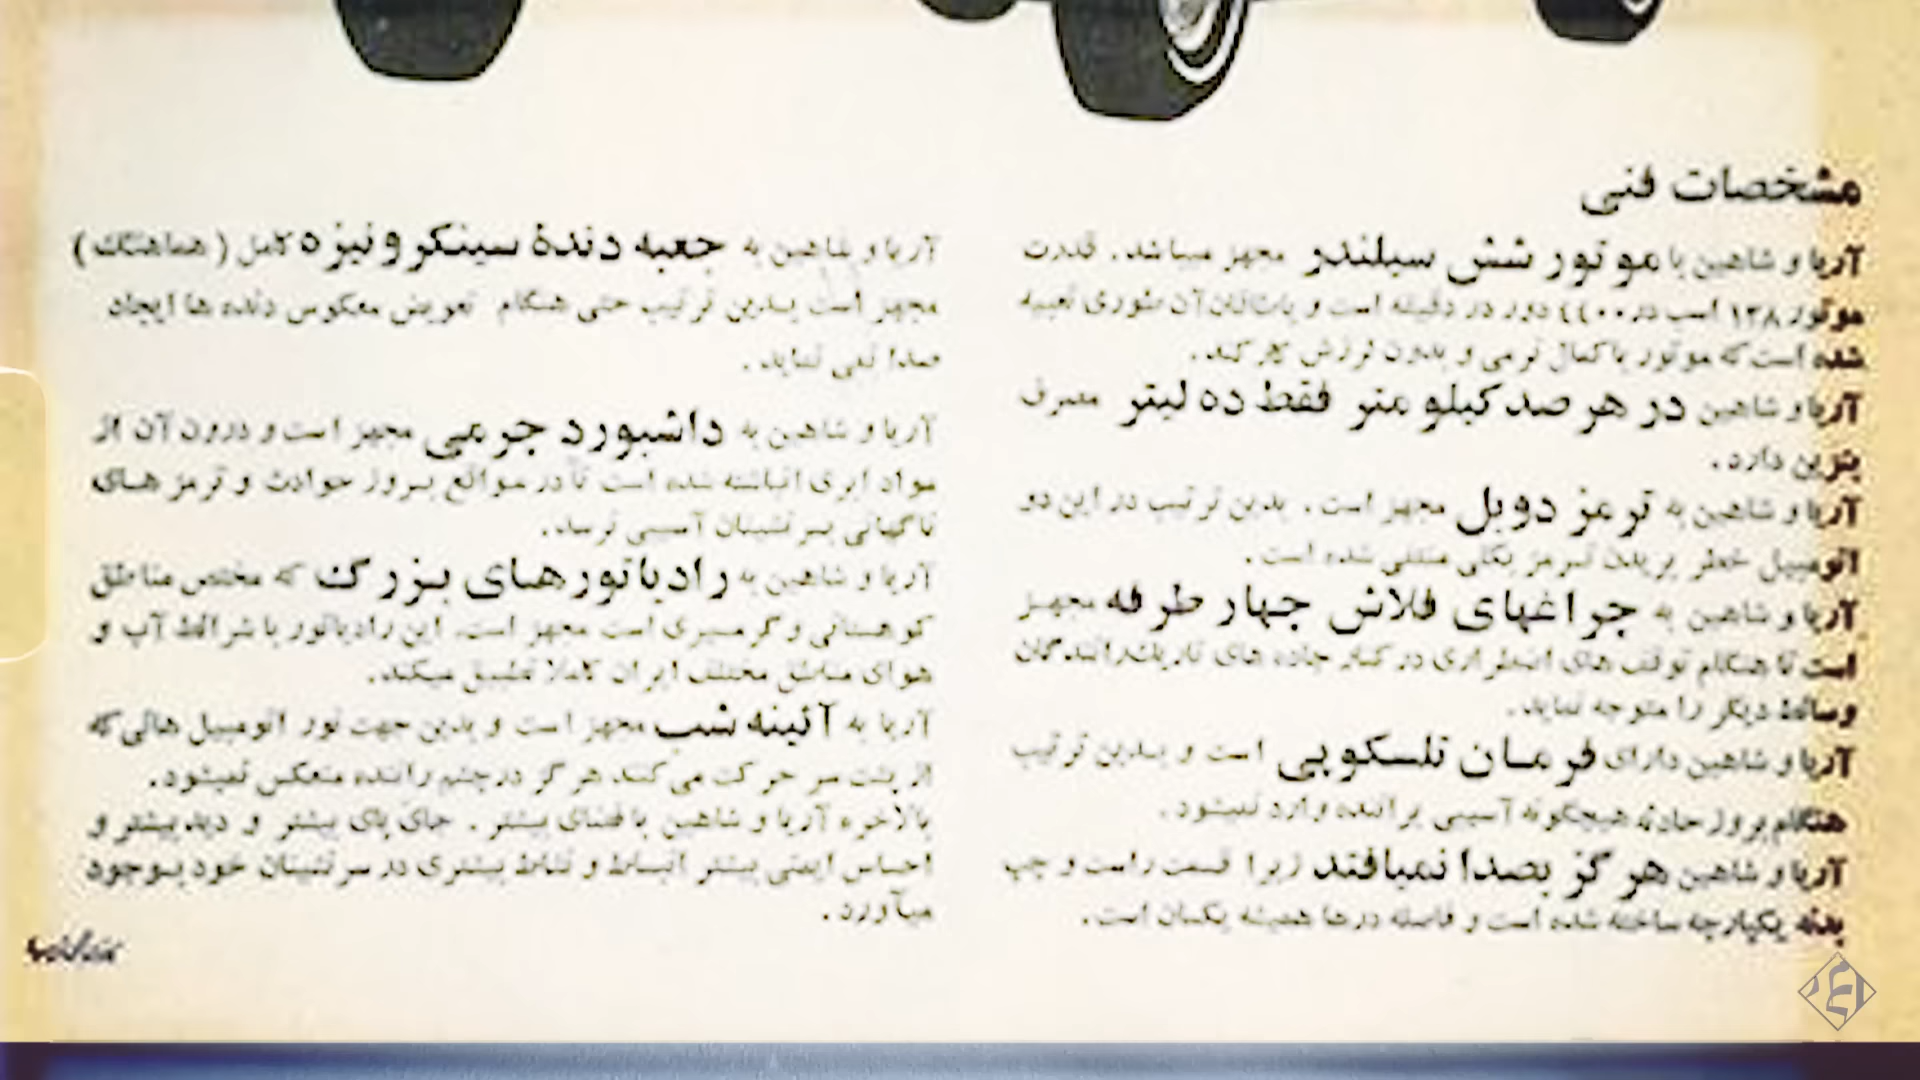 مشخصات فنی
آریا و شاهین با موتور شش سیلندر مجهز میباشد. قدرت
موتور ۱۳۸ اسب در ۴۴۰۰ دور در دقیقه است و یاتاقان آن طوری تعبیه
شده است که موتور با کمال نرمی و بدون لرزش کار کند.
آریا و شاهین در هر صد کیلو متر فقط ده لیتر مصرف
بنزین دارد.
آریا و شاهین به ترمز دوبل مجهز است. بدین ترتیب در این دو
اتومبیل خطر بریدن ترمز بکلی منتفی شده است.
آریا و شاهین به چراغهای فلاش چهار طرفه مجهز
است تا هنگام توقف های اضطراری در کنار جاده های تاریک رانندگان
وسائط دیگر را متوجه نماید.
آریا و شاهین دارای فرمان تلسکوپی است و بدین ترتیب
هنگام بروز حادثه هیچگونه آسیبی براننده وارد نمیشود.
آریا و شاهین هرگز بصدا نمیافتد زیرا قسمت راست و چپ
بدنه یکپارچه ساخته شده است و فاصله درها همیشه یکسان است.
آریا و شاهین به جعبه دندهٔ سینکرونیزه کامل ( هماهنگ )
مجهز است بدین ترتیب حتی هنگام تعویض معکوس دنده ها ایجاد
صدا نمی نماید.
آریا و شاهین به داشبورد چرمی مجهز است و درون آن از
مواد ابری انباشته شده است تا در مواقع بروز حوادث و ترمز های
ناگهانی بسرنشینان آسیبی نرسد.
آریا و شاهین به رادیاتورهای بزرگ که مختص مناطق
کوهستانی و گرمسیری است مجهز است. این رادیاتور با شرائط آب و
هوای مناطق مختلف ایران کاملا تطبیق میکند.
آریا به آئینه شب مجهز است و بدین جهت نور اتومبیل هائی که
از پشت سر حرکت می کنند هرگز در چشم راننده منعکس نمیشود.
بالاخره آریا و شاهین با فضای بیشتر. جای پای بیشتر و دید بیشتر و
احساس ایمنی بیشتر انبساط و نشاط بیشتری در سرنشینان خود بوجود
میآورد.